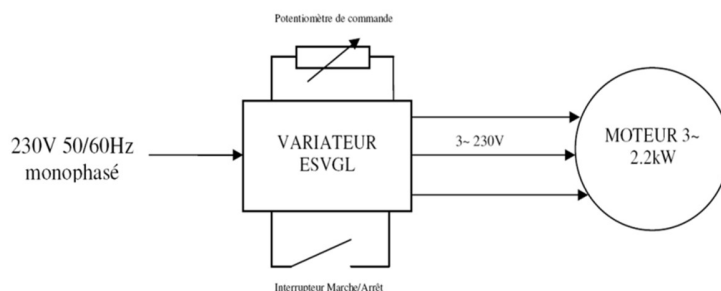 Potentiomètre de commande
230V 50/60Hz
monophasé
VARIATEUR
ESVGL
3~ 230V
MOTEUR 3~
2.2kW
Interrupteur Marche/Arrêt